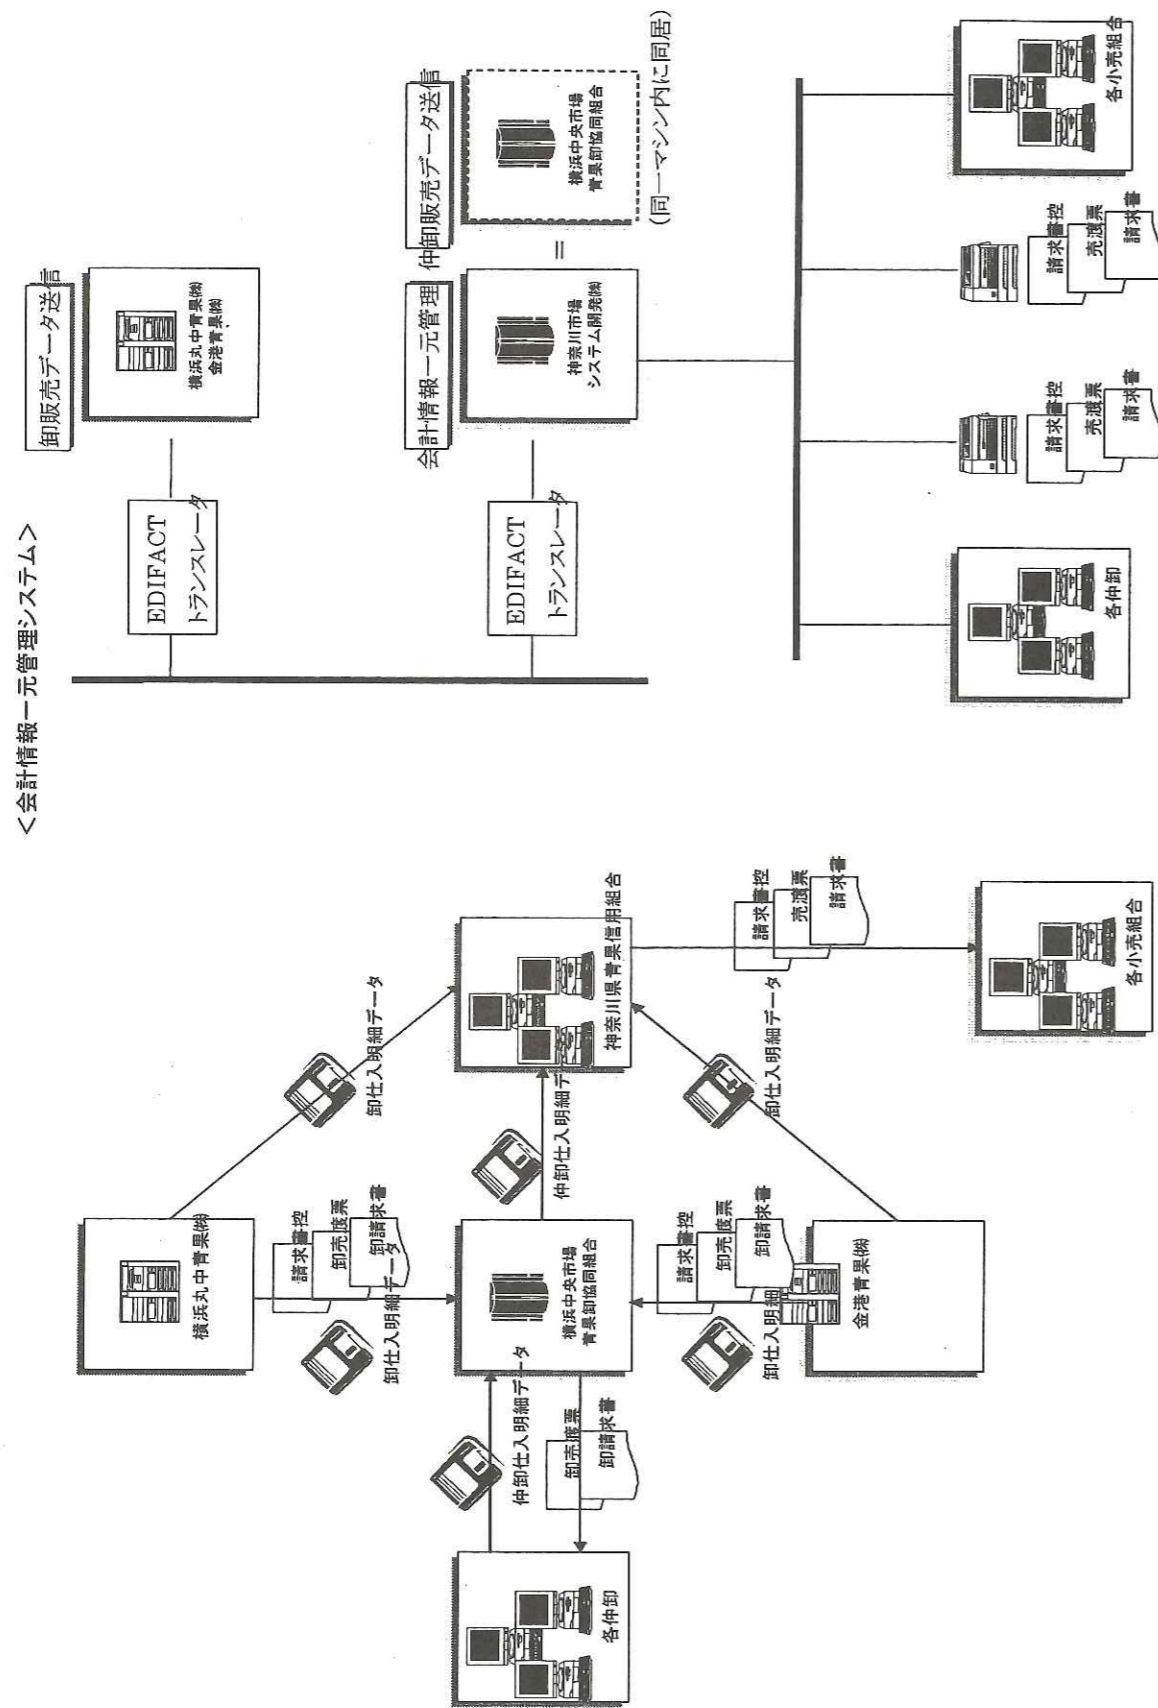 ＜会計情報一元管理システム＞
横浜丸中青果㈱
請求書控
卸売渡票
卸請求書
卸仕入明細データ
卸仕入明細データ
各仲卸
仲卸仕入明細データ
卸売渡票
卸請求書
横浜中央市場
青果卸協同組合
仲卸仕入明細データ
神奈川県青果信用組合
請求書控
卸売渡票
卸請求書
卸仕入明細
金港青果㈱
卸仕入明細データ
請求書控
売渡票
請求書
各小売組合
卸販売データ送信
横浜丸中青果㈱
金港青果㈱
EDIFACT
トランスレータ
EDIFACT
トランスレータ
会計情報一元管理
神奈川市場
システム開発㈱
＝
仲卸販売データ送信
横浜中央市場
青果卸協同組合
(同一マシン内に同居)
各仲卸
請求書控
売渡票
請求書
請求書控
売渡票
請求書
各小売組合